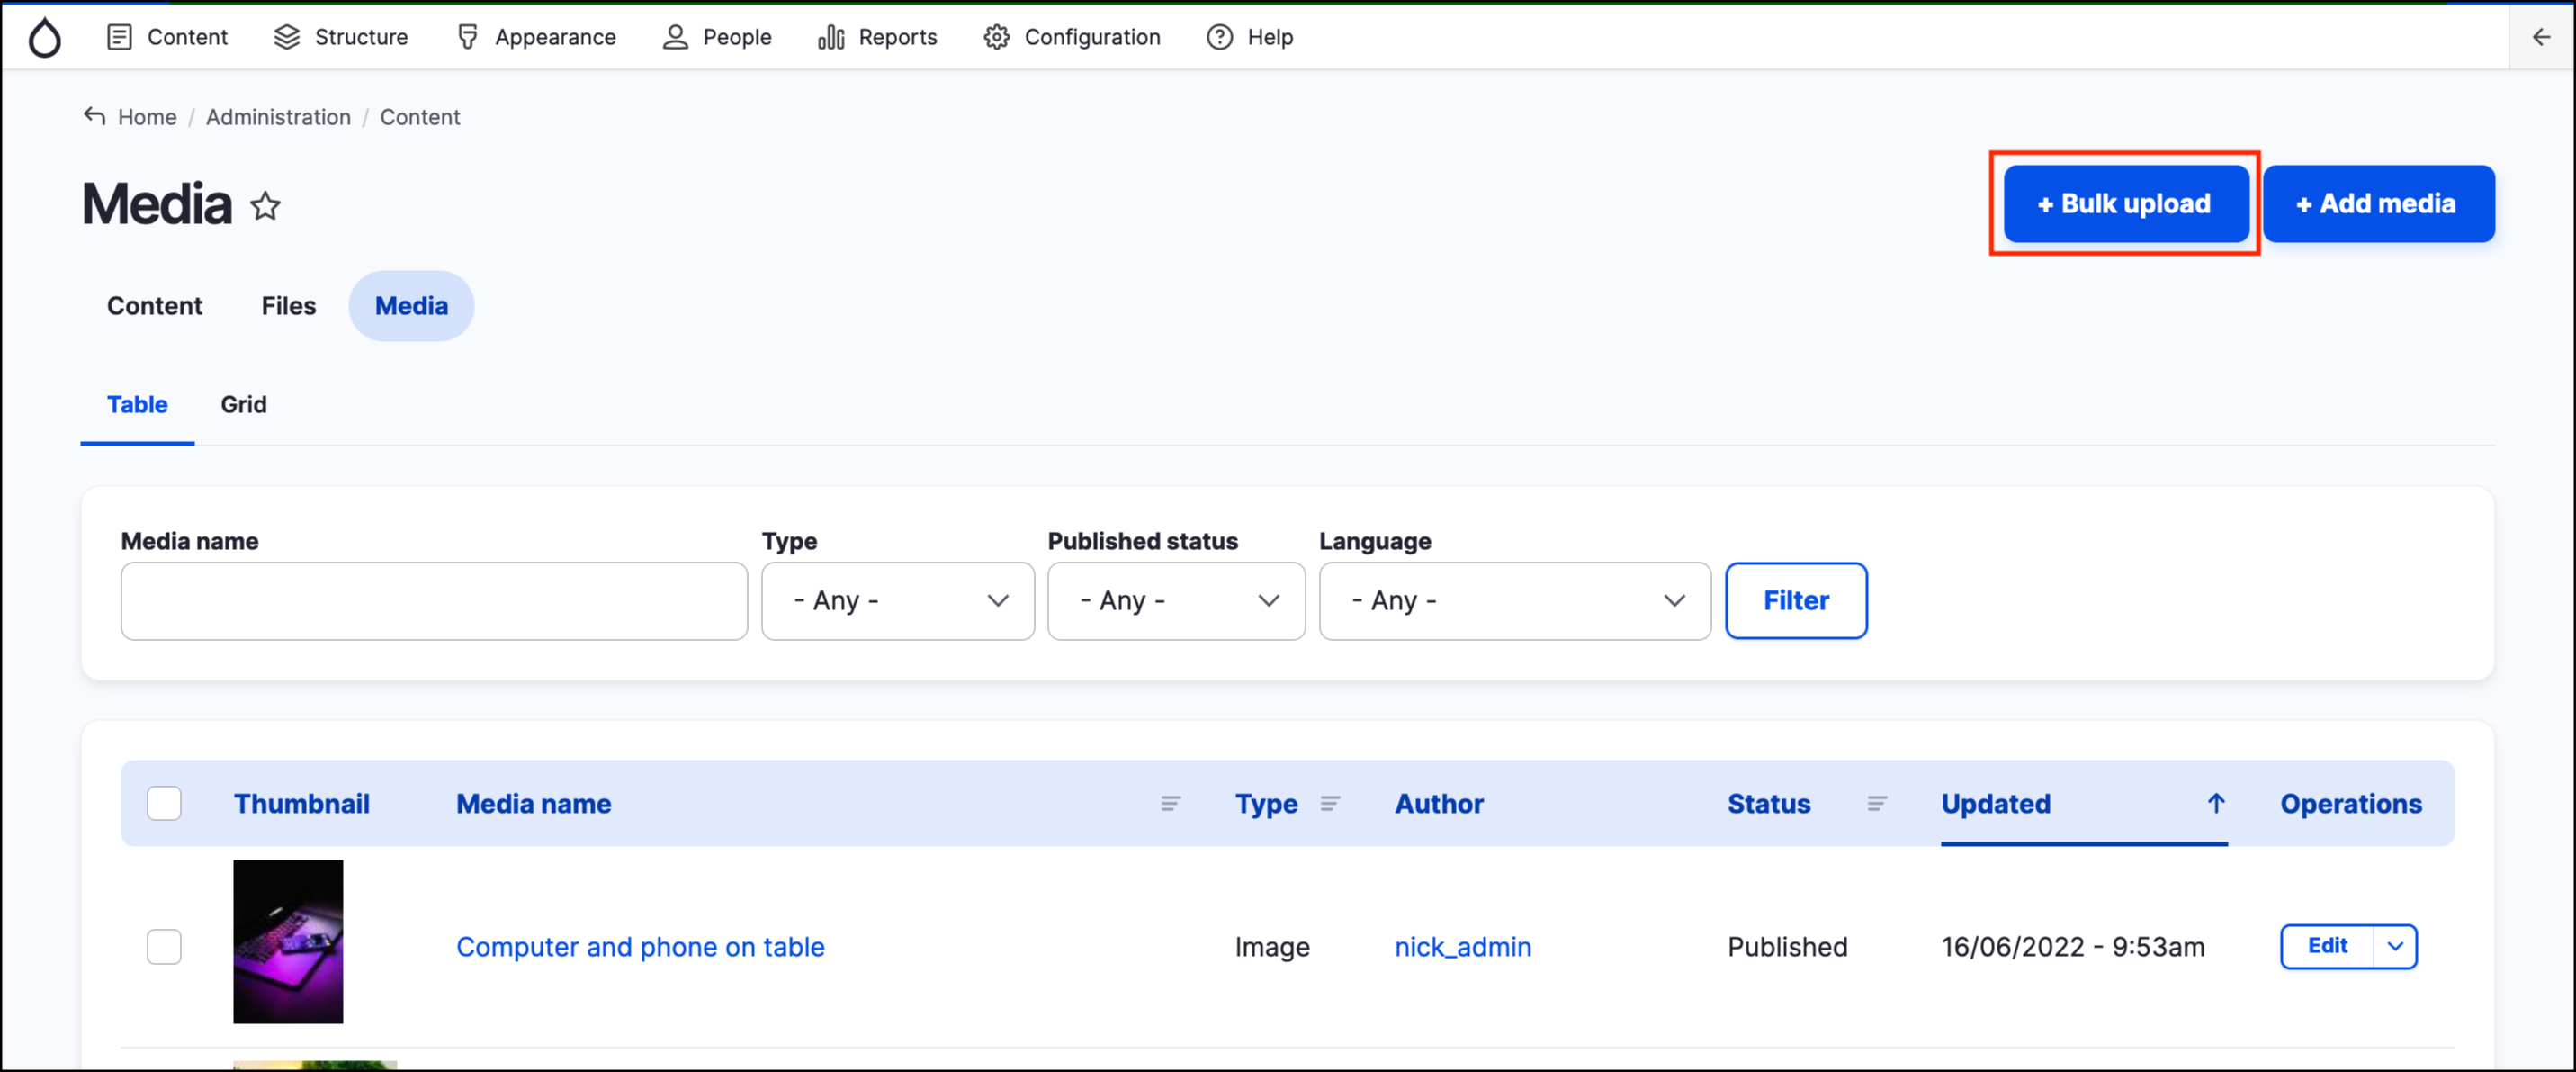 Content Structure Appearance People Reports Configuration Help
Home / Administration / Content
Media
+ Bulk upload + Add media
Content Files Media
Table Grid
Media name Type Published status Language
- Any - - Any - - Any - Filter
Thumbnail Media name Type Author Status Updated Operations
Computer and phone on table Image nick_admin Published 16/06/2022 - 9:53am Edit